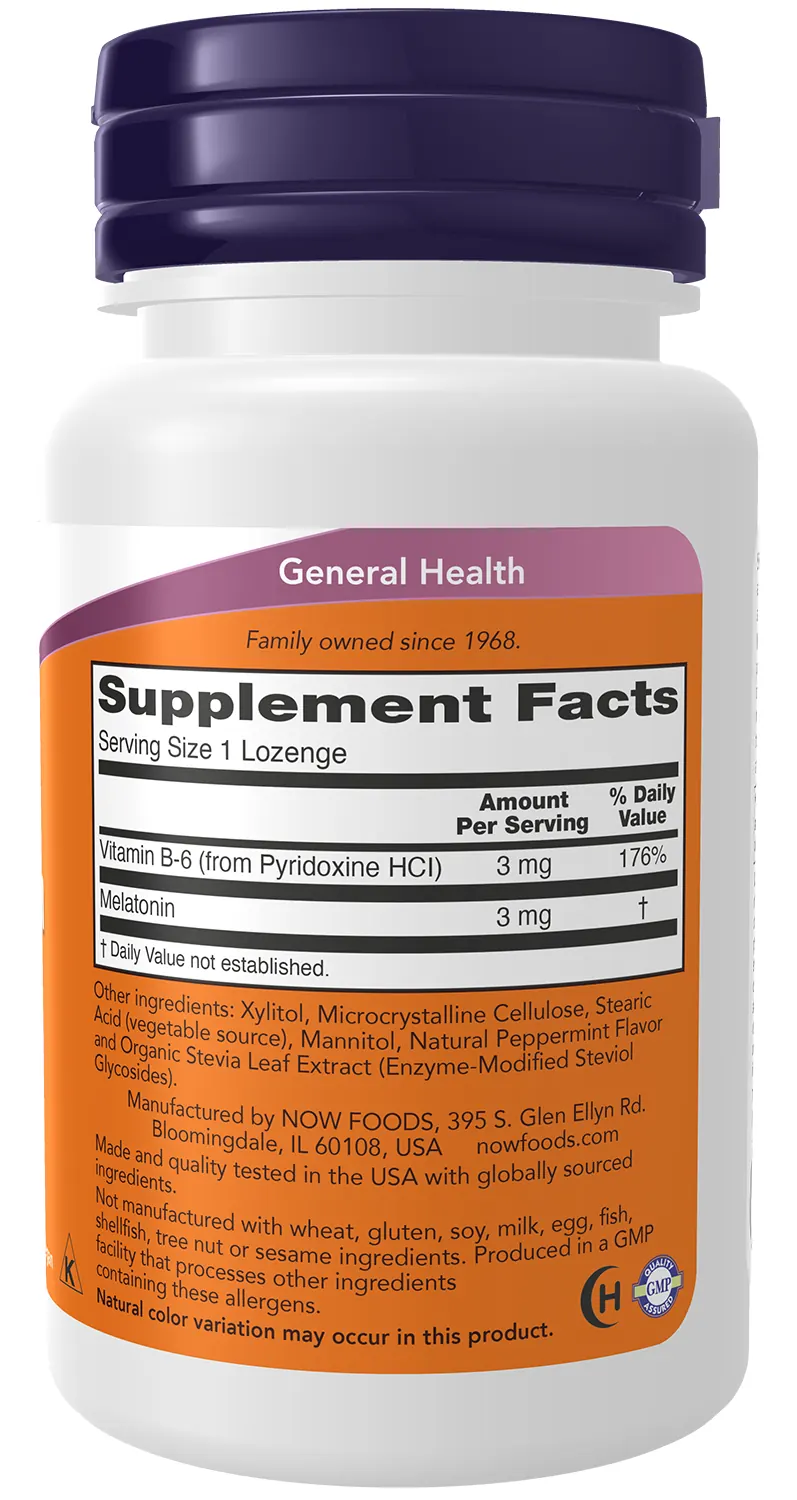 General Health
Family owned since 1968.
Supplement Facts
Serving Size 1 Lozenge
Amount Per Serving
% Daily Value
Vitamin B-6 (from Pyridoxine HCl) 3 mg 176%
Melatonin 3 mg †
† Daily Value not established.
Other ingredients: Xylitol, Microcrystalline Cellulose, Stearic
Acid (vegetable source), Mannitol, Natural Peppermint Flavor
and Organic Stevia Leaf Extract (Enzyme-Modified Steviol
Glycosides).
Manufactured by NOW FOODS, 395 S. Glen Ellyn Rd.
Bloomingdale, IL 60108, USA nowfoods.com
Made and quality tested in the USA with globally sourced
ingredients.
Not manufactured with wheat, gluten, soy, milk, egg, fish,
shellfish, tree nut or sesame ingredients. Produced in a GMP
facility that processes other ingredients
containing these allergens.
Natural color variation may occur in this product.
K
H
QUALITY
GMP
ASSURED